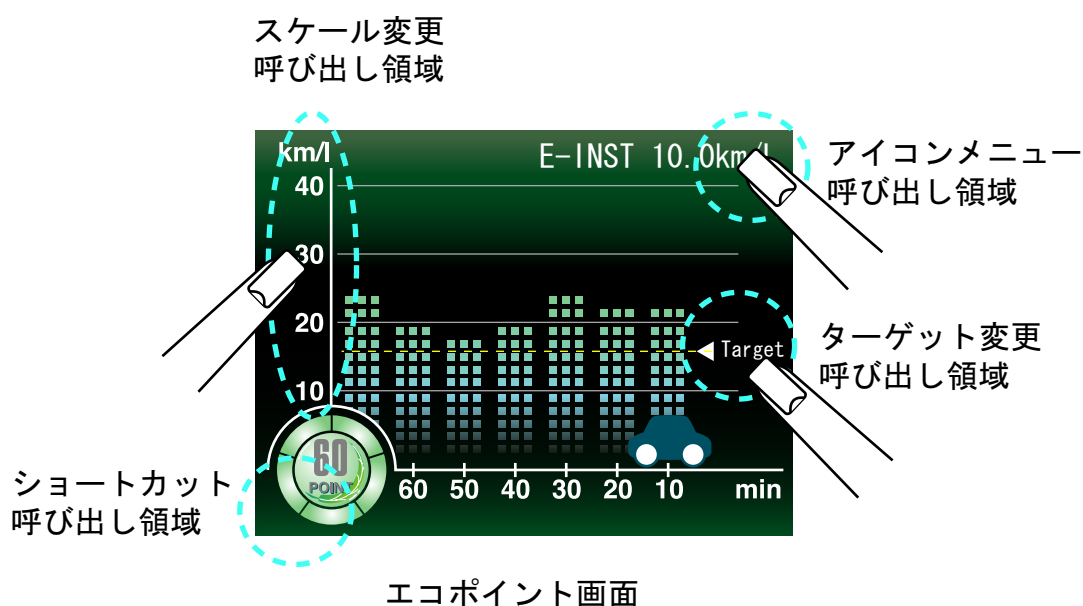 スケール変更
呼び出し領域
km/l
E-INST 10.0km/l
アイコンメニュー
呼び出し領域
40
30
20
Target
ターゲット変更
呼び出し領域
10
60
POINT
ショートカット
呼び出し領域
60 50 40 30 20 10 min
エコポイント画面